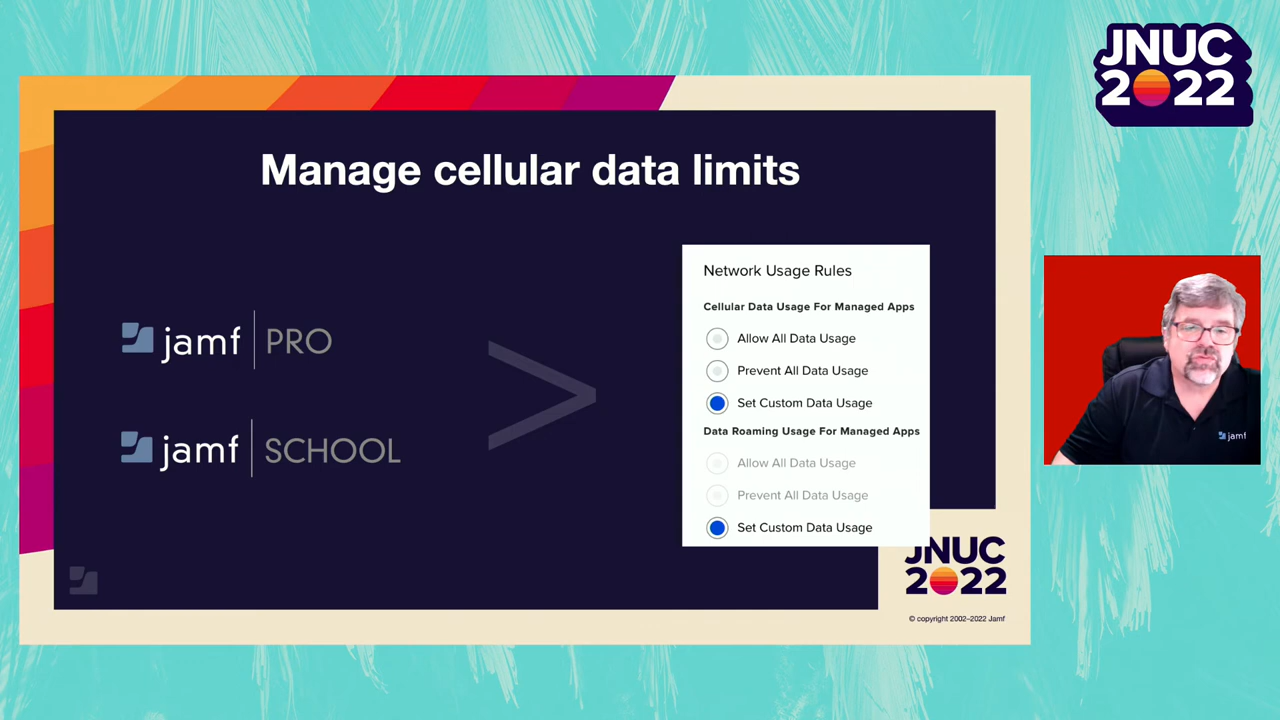 JNUC
2022
Manage cellular data limits
jamf PRO
jamf SCHOOL
>
Network Usage Rules
Cellular Data Usage For Managed Apps
Allow All Data Usage
Prevent All Data Usage
Set Custom Data Usage
Data Roaming Usage For Managed Apps
Allow All Data Usage
Prevent All Data Usage
Set Custom Data Usage
jamf
JNUC
2022
© copyright 2002–2022 Jamf